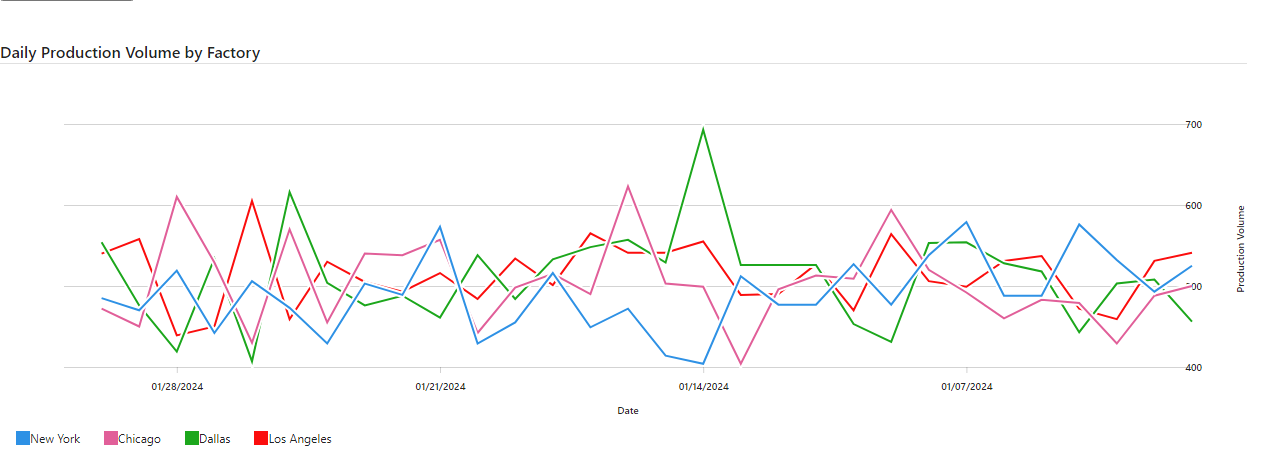 Daily Production Volume by Factory
700
600
500
400
Production Volume
01/28/2024
01/21/2024
01/14/2024
01/07/2024
Date
New York
Chicago
Dallas
Los Angeles